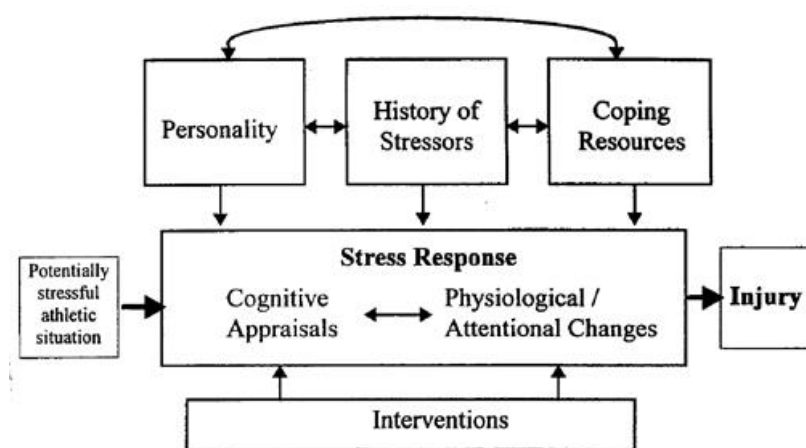 Personality
History of
Stressors
Coping
Resources
Potentially
stressful
athletic
situation
Stress Response
Cognitive
Appraisals
Physiological /
Attentional Changes
Injury
Interventions